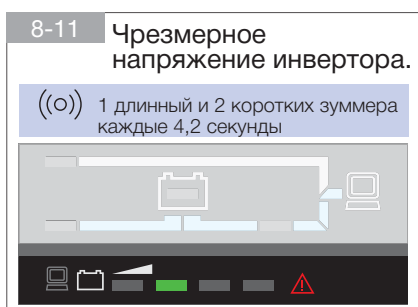 8-11
Чрезмерное
напряжение инвертора.
1 длинный и 2 коротких зуммера
каждые 4,2 секунды